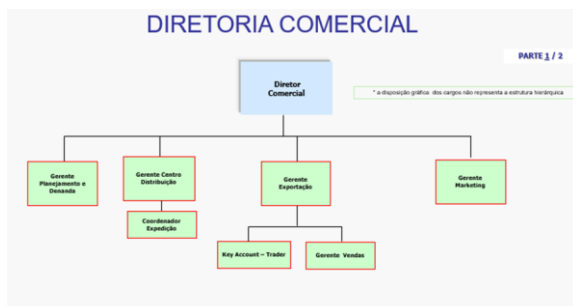 DIRETORIA COMERCIAL
PARTE 1 / 2
Diretor
Comercial
* a disposição gráfica dos cargos não representa a estrutura hierárquica
Gerente
Planejamento e
Demanda
Gerente Centro
Distribuição
Gerente
Exportação
Gerente
Marketing
Coordenador
Expedição
Key Account – Trader
Gerente Vendas